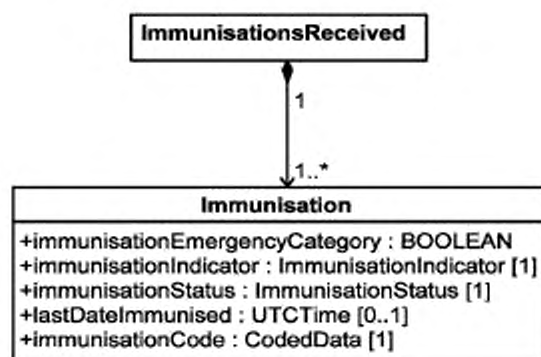 ImmunisationsReceived
1
1..*
Immunisation
+immunisationEmergencyCategory : BOOLEAN
+immunisationIndicator : ImmunisationIndicator [1]
+immunisationStatus : ImmunisationStatus [1]
+lastDateImmunised : UTCTime [0..1]
+immunisationCode : CodedData [1]